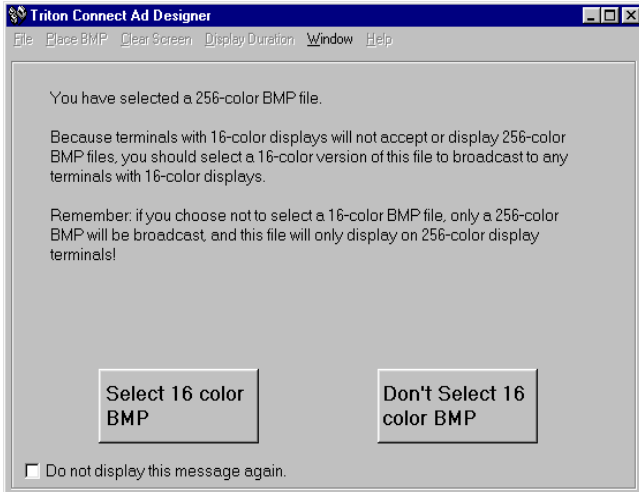 Triton Connect Ad Designer
File Place BMP Clear Screen Display Duration Window Help
You have selected a 256-color BMP file.
Because terminals with 16-color displays will not accept or display 256-color
BMP files, you should select a 16-color version of this file to broadcast to any
terminals with 16-color displays.
Remember: if you choose not to select a 16-color BMP file, only a 256-color
BMP will be broadcast, and this file will only display on 256-color display
terminals!
Select 16 color
BMP
Don't Select 16
color BMP
Do not display this message again.